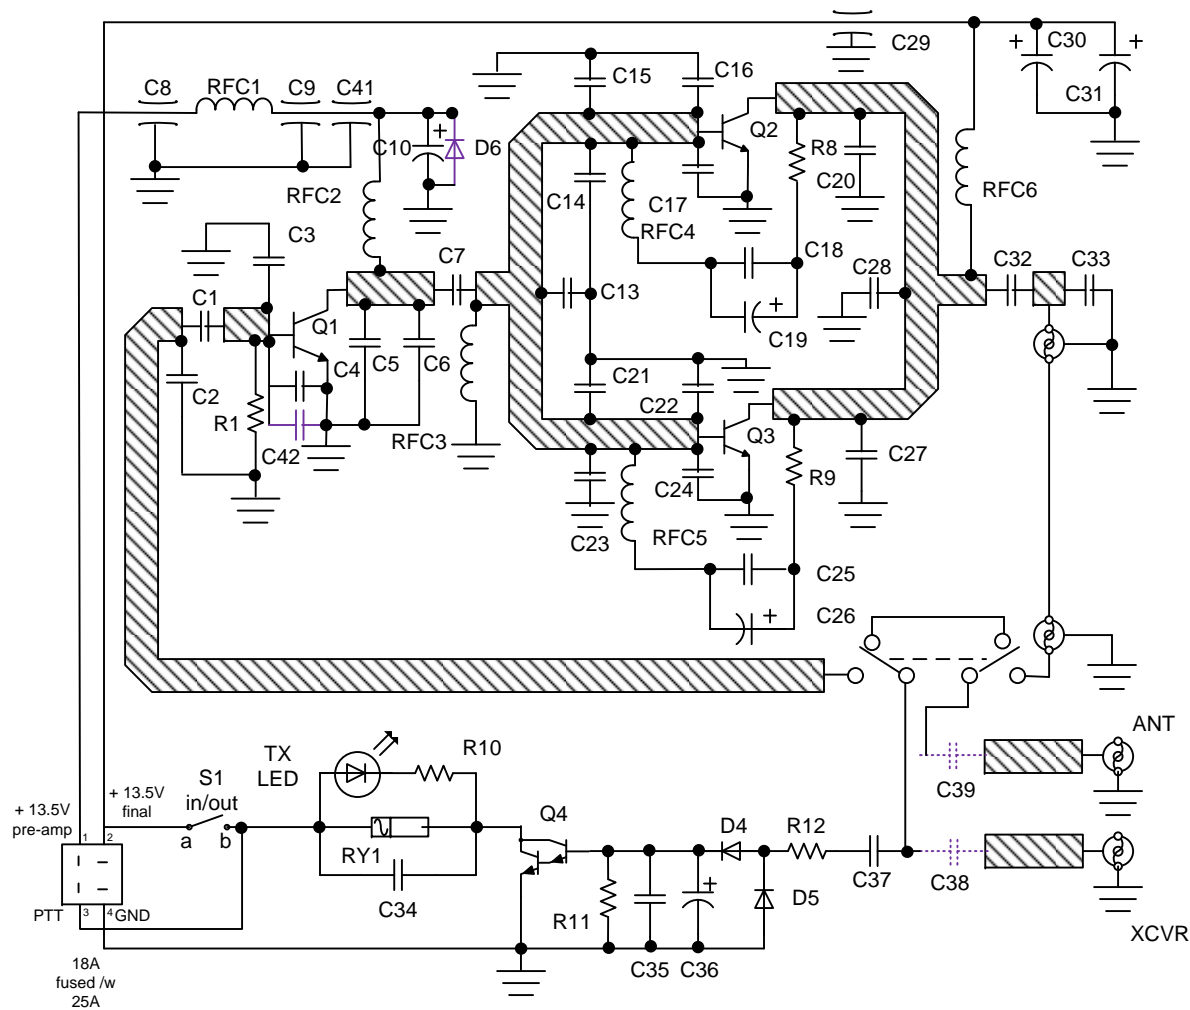 C29
C30
C31
C15
C16
C8
RFC1
C9
C41
C10
D6
Q2
R8
C20
RFC2
C14
C17
RFC4
RFC6
C3
C7
C18
C32
C33
C28
C1
C13
Q1
C19
C4
C5
C6
C2
C21
C22
R1
RFC3
Q3
C42
C27
R9
C24
C23
RFC5
C25
C26
ANT
TX
LED
R10
S1
in/out
+ 13.5V
final
C39
+ 13.5V
pre-amp
1
2
a
b
RY1
Q4
D4
R12
C37
C38
C34
R11
D5
PTT
3
4
GND
XCVR
C35
C36
18A
fused /w
25A